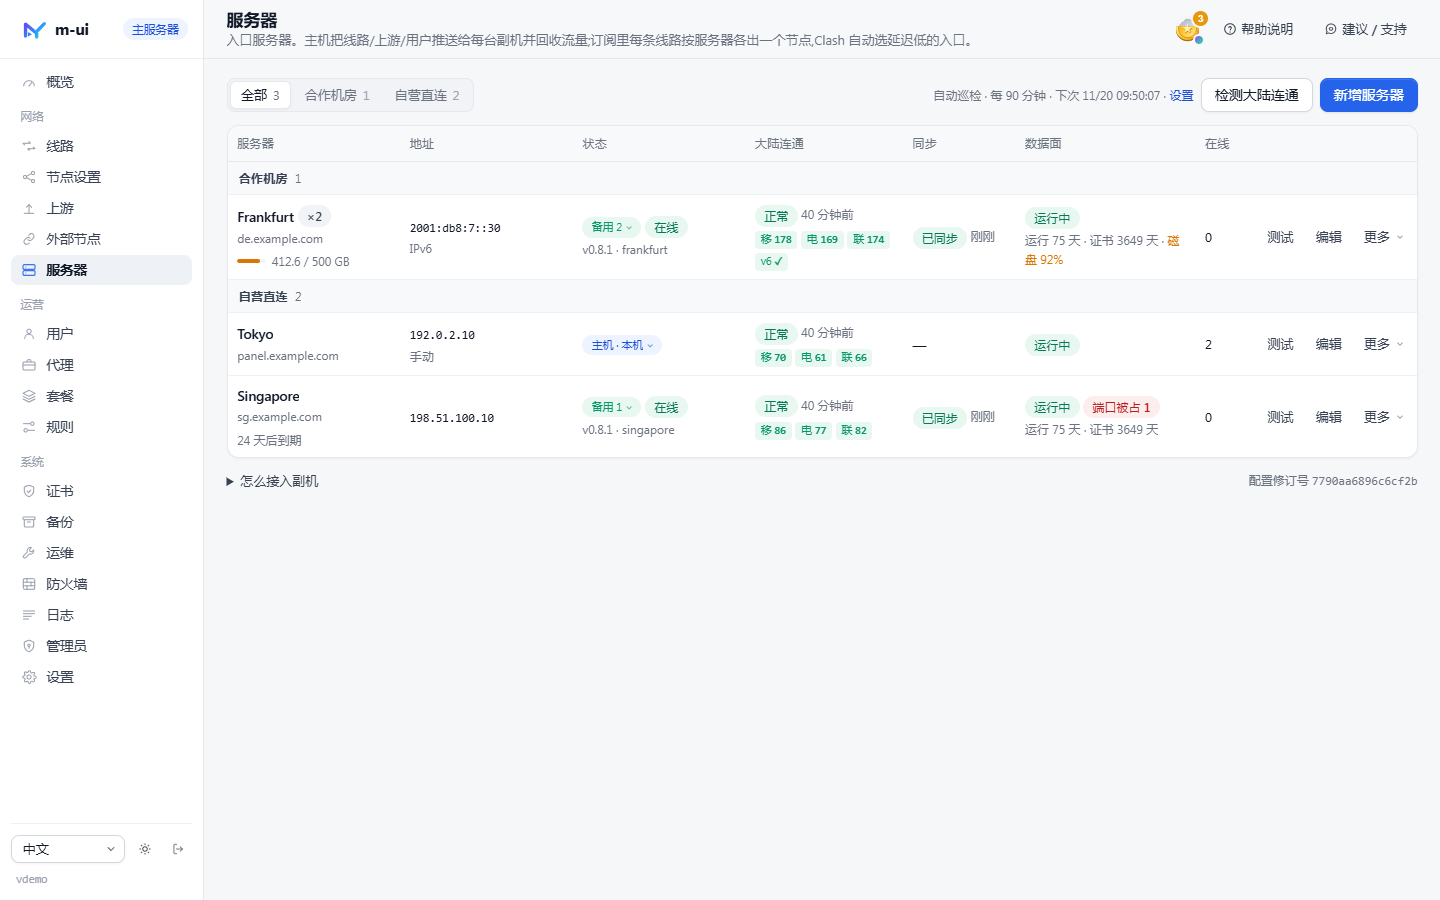 m-ui
主服务器
概览
网络
线路
节点设置
上游
外部节点
服务器
运营
用户
代理
套餐
规则
系统
证书
备份
运维
防火墙
日志
管理员
设置
中文
vdemo
服务器
入口服务器。主机把线路/上游/用户推送给每台副机并回收流量;订阅里每条线路按服务器各出一个节点,Clash 自动选延迟低的入口。
3
帮助说明
建议 / 支持
全部 3
合作机房 1
自营直连 2
自动巡检 · 每 90 分钟 · 下次 11/20 09:50:07 · 设置
检测大陆连通
新增服务器
服务器 地址 状态 大陆连通 同步 数据面 在线
合作机房 1
Frankfurt ×2
de.example.com
412.6 / 500 GB
2001:db8:7::30
IPv6
备用 2 在线
v0.8.1 · frankfurt
正常 40 分钟前
移 178 电 169 联 174
v6 ✓
已同步 刚刚
运行中
运行 75 天 · 证书 3649 天 · 磁
盘 92%
0
测试 编辑 更多
自营直连 2
Tokyo
panel.example.com
192.0.2.10
手动
主机 · 本机
正常 40 分钟前
移 70 电 61 联 66
—
运行中
2
测试 编辑 更多
Singapore
sg.example.com
24 天后到期
198.51.100.10
备用 1 在线
v0.8.1 · singapore
正常 40 分钟前
移 86 电 77 联 82
已同步 刚刚
运行中 端口被占 1
运行 75 天 · 证书 3649 天
0
测试 编辑 更多
▶ 怎么接入副机
配置修订号 7790aa6896c6cf2b